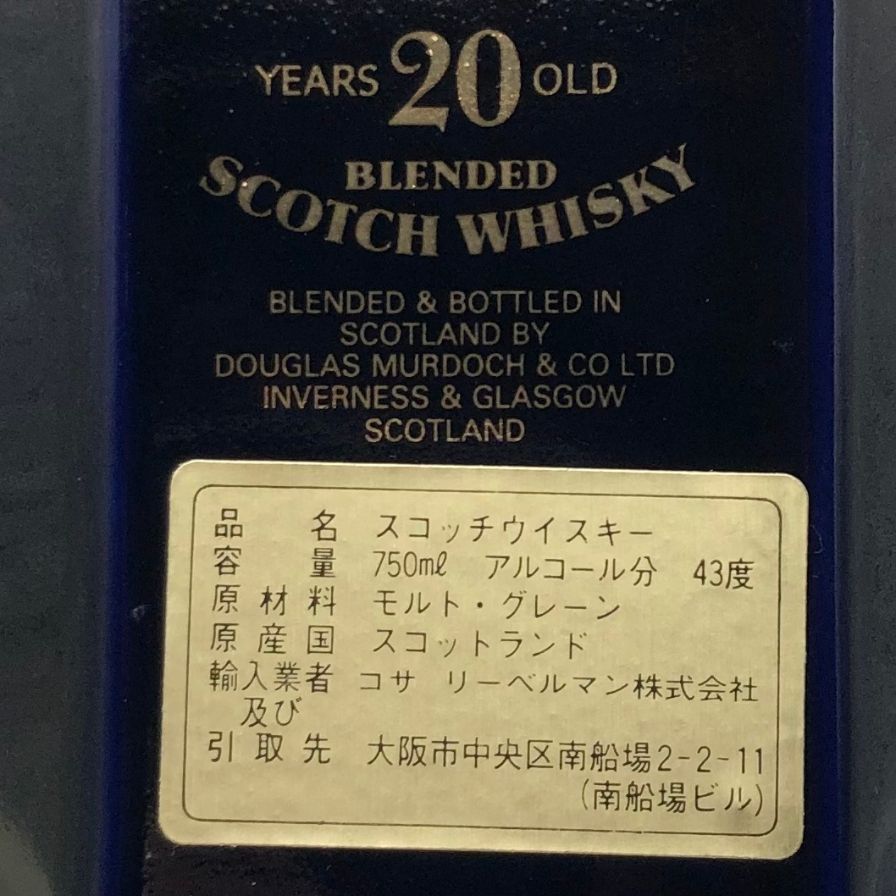 YEARS 20 OLD
BLENDED
SCOTCH WHISKY
BLENDED & BOTTLED IN
SCOTLAND BY
DOUGLAS MURDOCH & CO LTD
INVERNESS & GLASGOW
SCOTLAND
品名 スコッチウイスキー
容量 750mℓ アルコール分 43度
原材料 モルト・グレーン
原産国 スコットランド
輸入業者 コサ リーベルマン株式会社
及び
引取先 大阪市中央区南船場2-2-11
(南船場ビル)